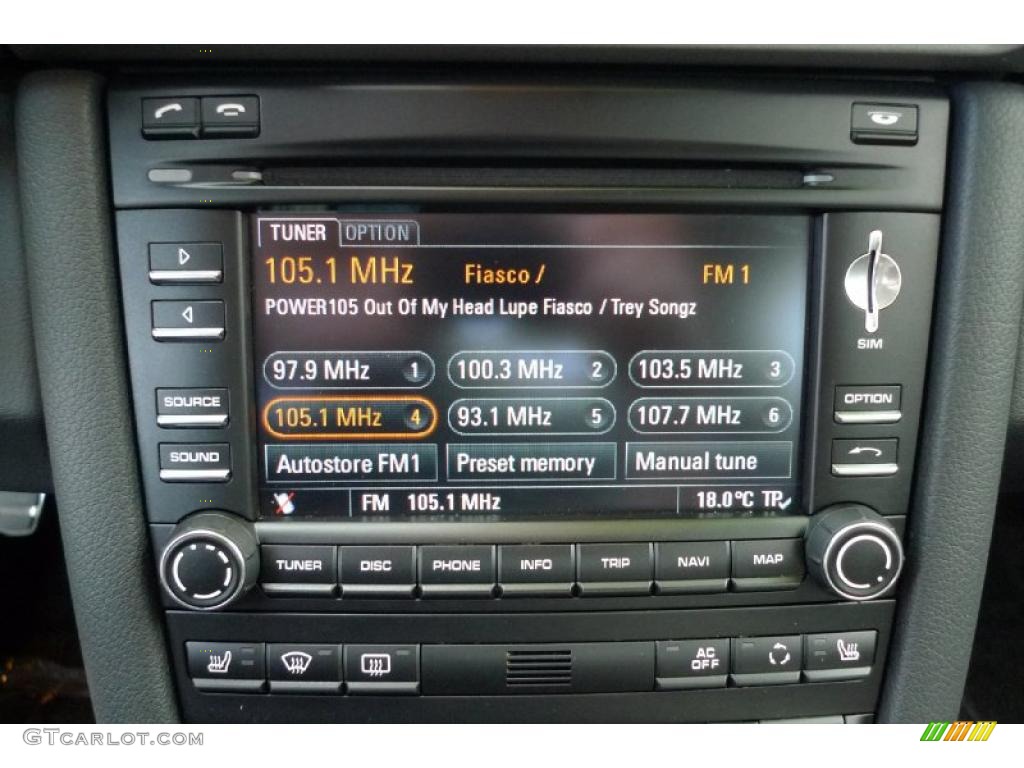 TUNER OPTION
105.1 MHz Fiasco / FM 1
POWER105 Out Of My Head Lupe Fiasco / Trey Songz
97.9 MHz 1 100.3 MHz 2 103.5 MHz 3
105.1 MHz 4 93.1 MHz 5 107.7 MHz 6
Autostore FM1 Preset memory Manual tune
FM 105.1 MHz 18.0°C TP
SIM
SOURCE
SOUND
OPTION
TUNER DISC PHONE INFO TRIP NAVI MAP
AC
OFF
GTCarlot.com